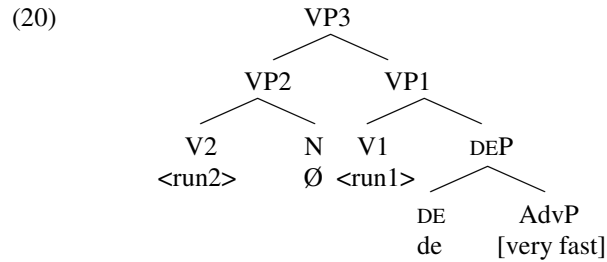 (20) VP3
VP2 VP1
V2 N V1 DEP
<run2> Ø <run1>
DE AdvP
de [very fast]